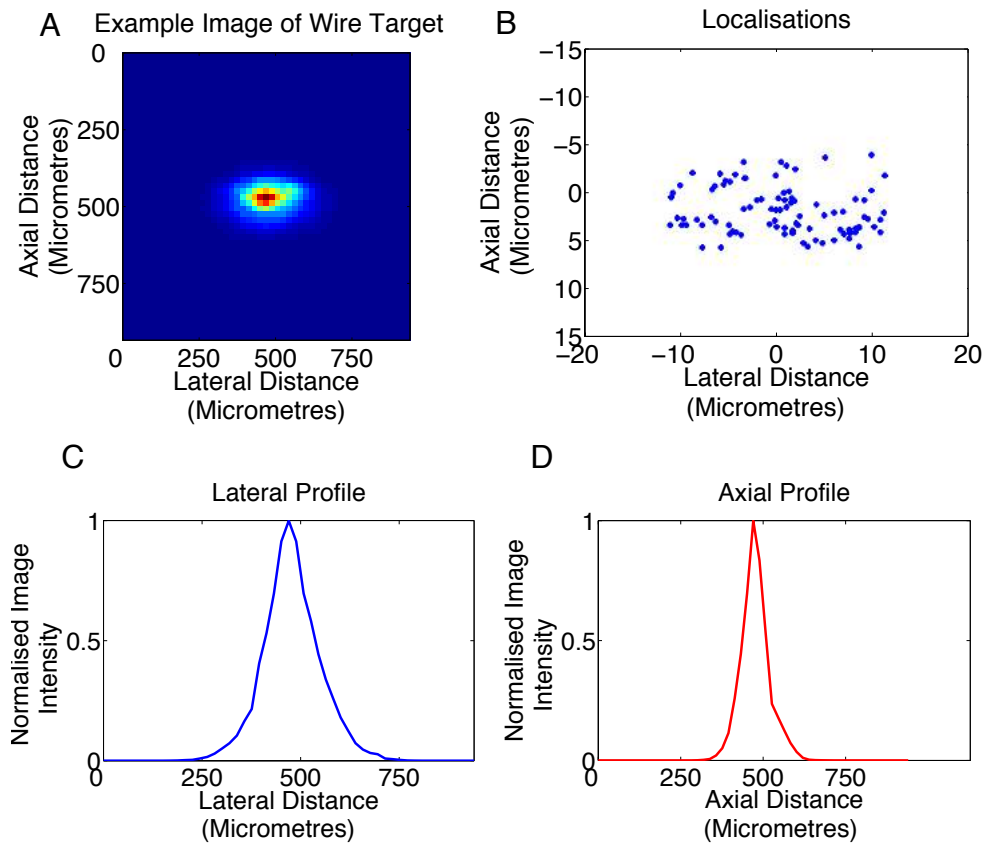 A
Example Image of Wire Target
0
250
500
750
Axial Distance
(Micrometres)
0
250
500
750
Lateral Distance
(Micrometres)
B
Localisations
−15
−10
−5
0
5
10
15
Axial Distance
(Micrometres)
−20
−10
0
10
20
Lateral Distance
(Micrometres)
C
Lateral Profile
1
0.5
0
Normalised Image
Intensity
0
250
500
750
Lateral Distance
(Micrometres)
D
Axial Profile
1
0.5
0
Normalised Image
Intensity
0
250
500
750
Axial Distance
(Micrometres)